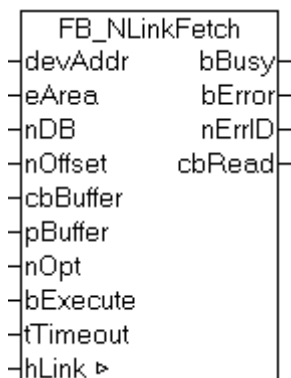 FB_NLinkFetch
devAddr bBusy
eArea bError
nDB nErrID
nOffset cbRead
cbBuffer
pBuffer
nOpt
bExecute
tTimeout
hLink ▹